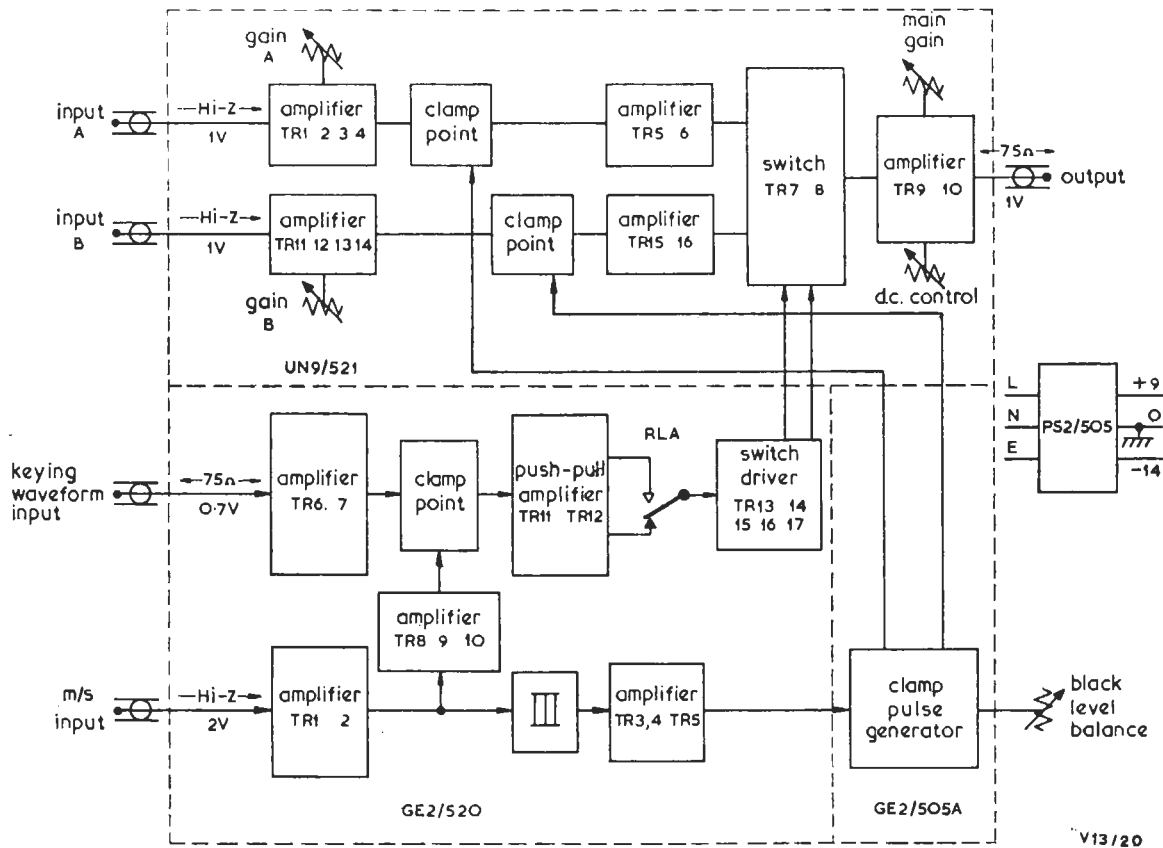 gain
A
main
gain
input
A
Hi-Z
1V
amplifier
TR1 2 3 4
clamp
point
amplifier
TR5 6
switch
TR7 8
amplifier
TR9 10
75Ω
1V
output
input
B
Hi-Z
1V
amplifier
TR11 12 13 14
clamp
point
amplifier
TR15 16
gain
B
d.c. control
UN9/521
L
N
E
PS2/505
+9
0
-14
keying
waveform
input
75Ω
0.7V
amplifier
TR6. 7
clamp
point
push-pull
amplifier
TR11 TR12
RLA
switch
driver
TR13 14
15 16 17
amplifier
TR8 9 10
m/s
input
Hi-Z
2V
amplifier
TR1 2
amplifier
TR3,4 TR5
clamp
pulse
generator
black
level
balance
GE2/520
GE2/505A
V13/20